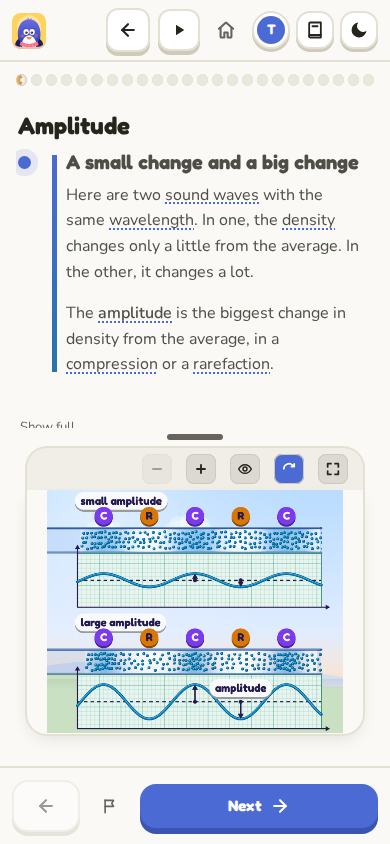 T
Amplitude
A small change and a big change
Here are two sound waves with the
same wavelength. In one, the density
changes only a little from the average. In
the other, it changes a lot.
The amplitude is the biggest change in
density from the average, in a
compression or a rarefaction.
Show full
small amplitude
C R C R C
large amplitude
C R C R C
amplitude
Next